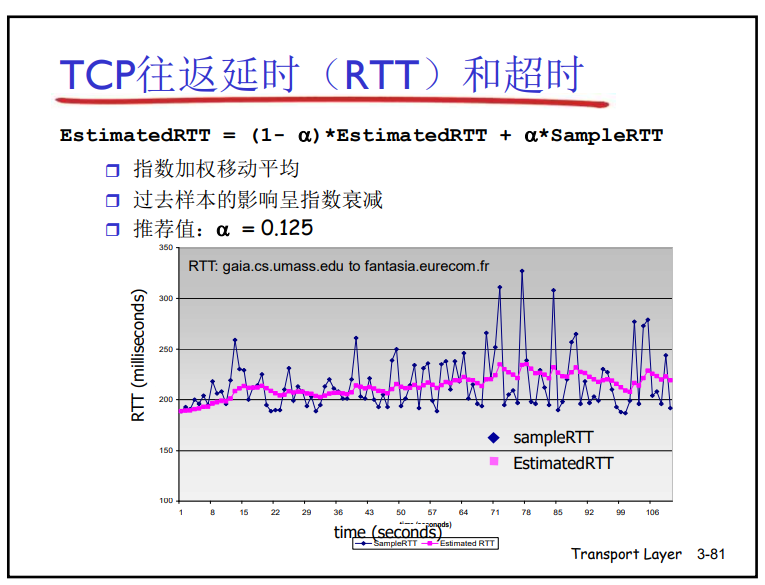 TCP往返延时（RTT）和超时
EstimatedRTT = (1- α)*EstimatedRTT + α*SampleRTT
指数加权移动平均
过去样本的影响呈指数衰减
推荐值：α = 0.125
RTT: gaia.cs.umass.edu to fantasia.eurecom.fr
RTT (milliseconds)
350
300
250
200
150
100
sampleRTT
EstimatedRTT
1 8 15 22 29 36 43 50 57 64 71 78 85 92 99 106
time (seconds)
SampleRTT Estimated RTT
Transport Layer 3-81